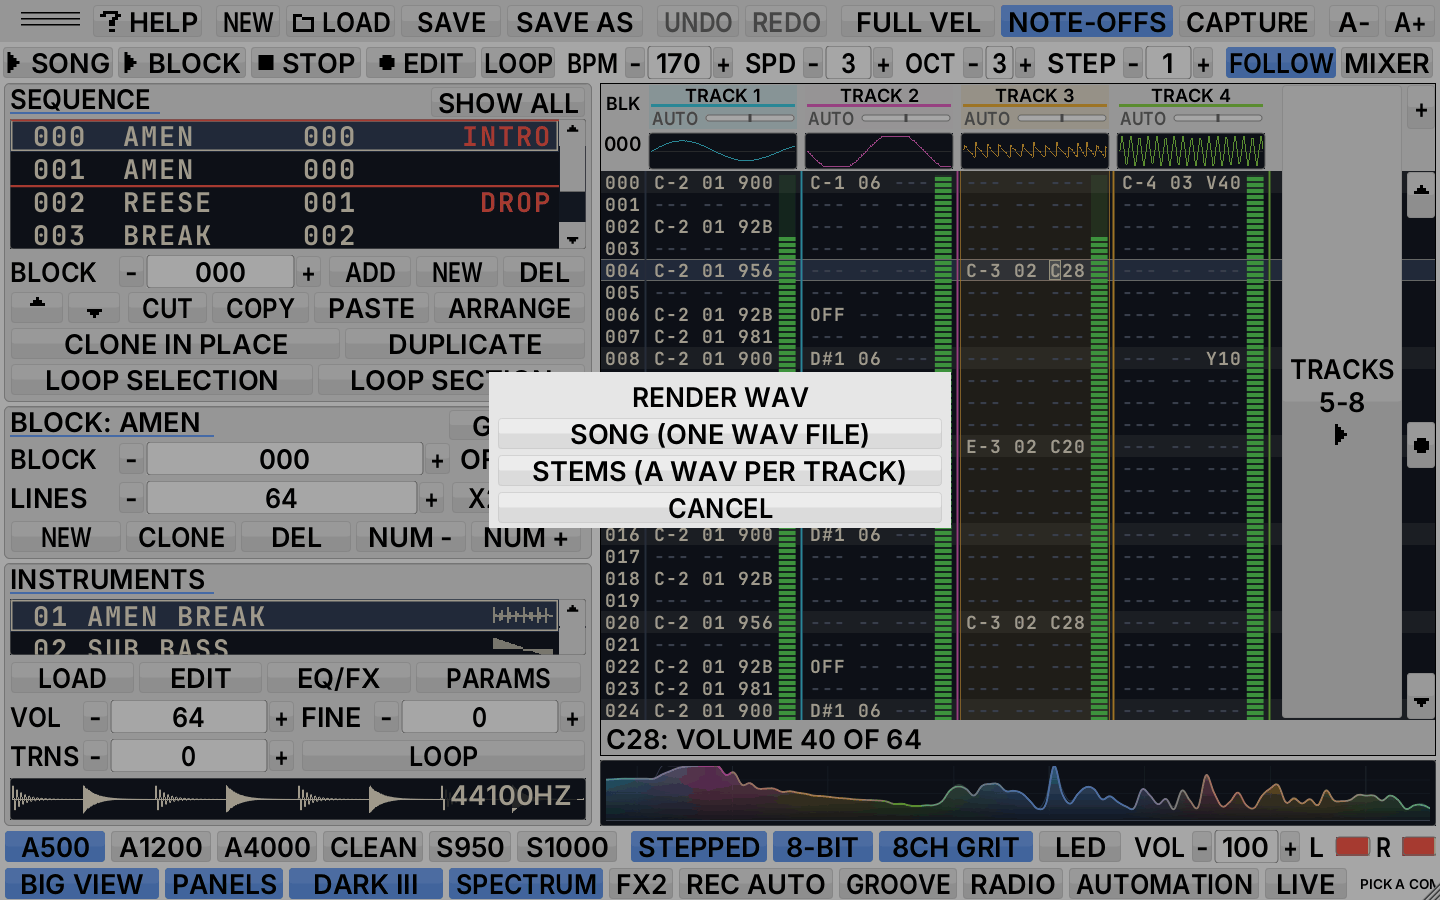 HELP NEW LOAD SAVE SAVE AS UNDO REDO FULL VEL NOTE-OFFS CAPTURE A- A+
SONG BLOCK STOP EDIT LOOP BPM - 170 + SPD - 3 + OCT - 3 + STEP - 1 + FOLLOW MIXER
SEQUENCE SHOW ALL
000 AMEN 000 INTRO
001 AMEN 000
002 REESE 001 DROP
003 BREAK 002
BLOCK - 000 + ADD NEW DEL
CUT COPY PASTE ARRANGE
CLONE IN PLACE DUPLICATE
LOOP SELECTION LOOP SECTION
BLOCK: AMEN
BLOCK - 000 +
LINES - 64 +
NEW CLONE DEL NUM - NUM +
INSTRUMENTS
01 AMEN BREAK
02 SUB BASS
LOAD EDIT EQ/FX PARAMS
VOL - 64 + FINE - 0 +
TRNS - 0 + LOOP
44100HZ
RENDER WAV
SONG (ONE WAV FILE)
STEMS (A WAV PER TRACK)
CANCEL
BLK TRACK 1 TRACK 2 TRACK 3 TRACK 4 +
AUTO AUTO AUTO AUTO
000
000 C-2 01 900 C-1 06 --- --- -- --- C-4 03 V40
001 --- -- --- --- -- --- --- -- --- --- -- ---
002 C-2 01 92B --- -- --- --- -- --- --- -- ---
003 --- -- --- --- -- --- --- -- --- --- -- ---
004 C-2 01 956 --- -- --- C-3 02 C28 --- -- ---
005 --- -- --- --- -- --- --- -- --- --- -- ---
006 C-2 01 92B OFF -- --- --- -- --- --- -- ---
007 C-2 01 981 --- -- --- --- -- --- --- -- ---
008 C-2 01 900 D#1 06 --- --- -- --- --- -- Y10
--- -- --- --- -- ---
--- -- --- --- -- ---
--- -- --- --- -- ---
E-3 02 C20 --- -- ---
--- -- --- --- -- ---
--- -- --- --- -- ---
--- -- --- --- -- ---
016 C-2 01 900 D#1 06 --- --- -- --- --- -- ---
017 --- -- --- --- -- --- --- -- --- --- -- ---
018 C-2 01 92B --- -- --- --- -- --- --- -- ---
019 --- -- --- --- -- --- --- -- --- --- -- ---
020 C-2 01 956 --- -- --- C-3 02 C28 --- -- ---
021 --- -- --- --- -- --- --- -- --- --- -- ---
022 C-2 01 92B OFF -- --- --- -- --- --- -- ---
023 C-2 01 981 --- -- --- --- -- --- --- -- ---
024 C-2 01 900 D#1 06 --- --- -- --- --- -- ---
TRACKS
5-8
C28: VOLUME 40 OF 64
A500 A1200 A4000 CLEAN S950 S1000 STEPPED 8-BIT 8CH GRIT LED VOL - 100 + L R
BIG VIEW PANELS DARK III SPECTRUM FX2 REC AUTO GROOVE RADIO AUTOMATION LIVE PICK A